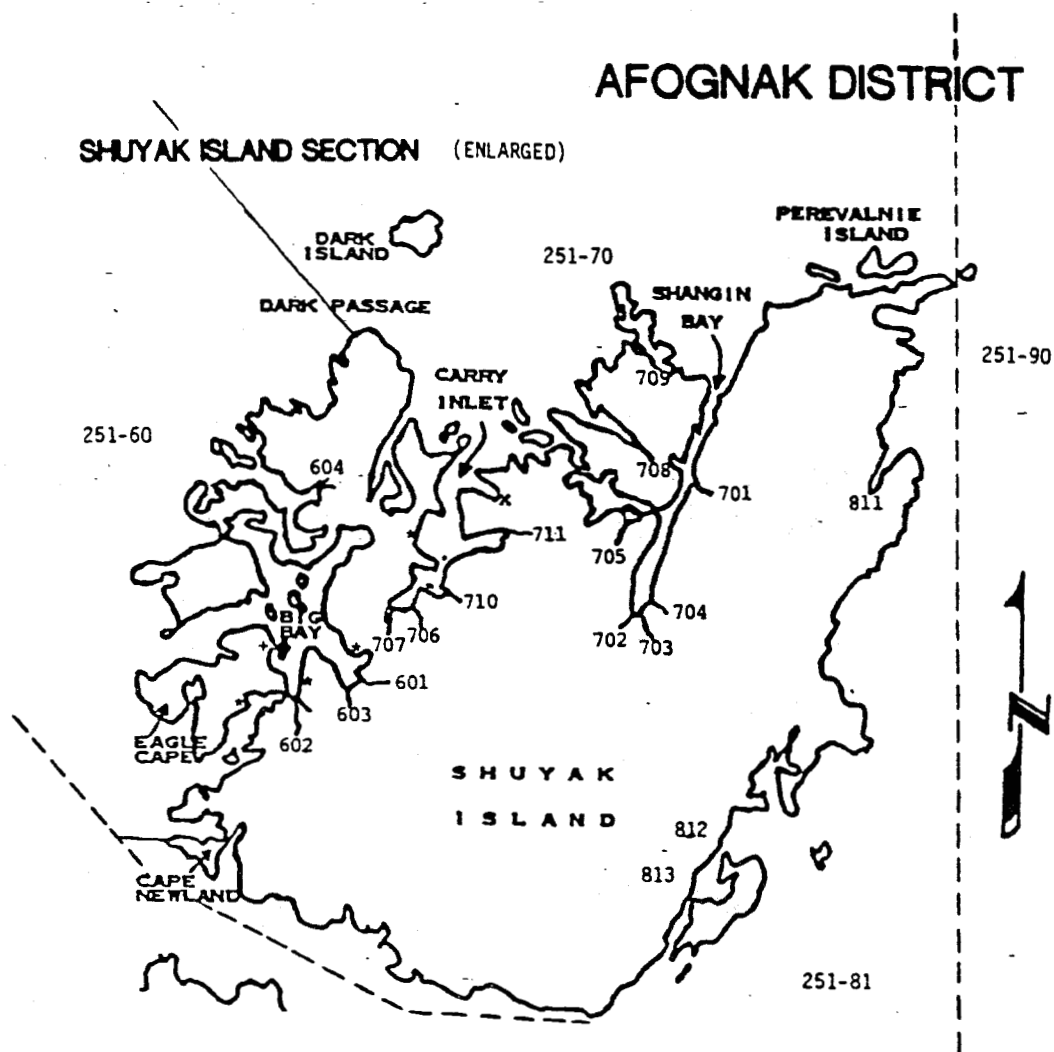 AFOGNAK DISTRICT
SHUYAK ISLAND SECTION (ENLARGED)
PEREVALNIE
ISLAND
DARK
ISLAND
251-70
SHANGIN
BAY
DARK PASSAGE
251-90
CARRY
INLET
709
251-60
604
708
701
811
711
705
710
704
702
703
707
706
BIG
BAY
601
603
602
EAGLE
CAPE
SHUYAK
ISLAND
812
813
CAPE
NEWLAND
251-81
N